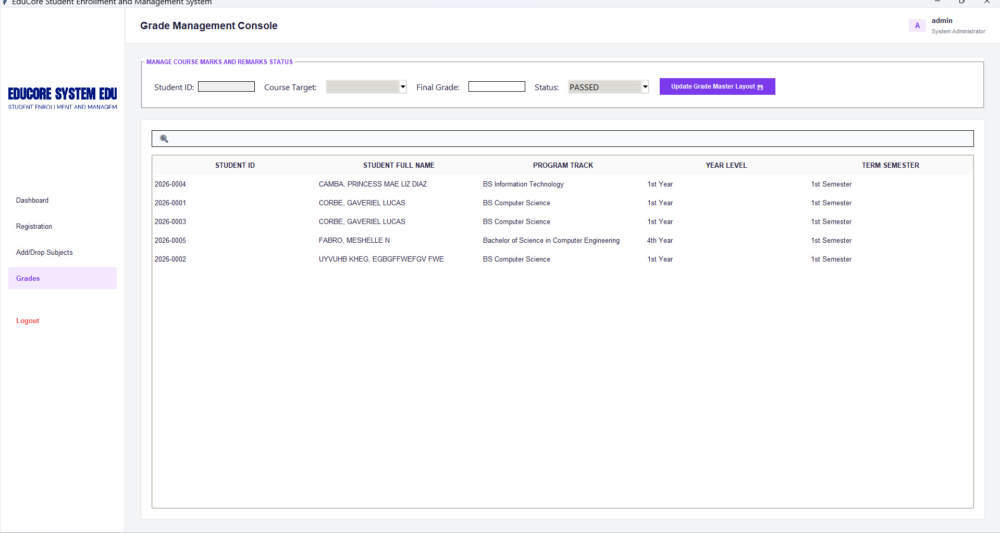 EduCore Student Enrollment and Management System
Grade Management Console
A
admin
System Administrator
EDUCORE SYSTEM EDU
STUDENT ENROLLMENT AND MANAGEM
Dashboard
Registration
Add/Drop Subjects
Grades
Logout
MANAGE COURSE MARKS AND REMARKS STATUS
Student ID: Course Target: Final Grade: Status: PASSED Update Grade Master Layout
STUDENT ID STUDENT FULL NAME PROGRAM TRACK YEAR LEVEL TERM SEMESTER
2026-0004 CAMBA, PRINCESS MAE LIZ DIAZ BS Information Technology 1st Year 1st Semester
2026-0001 CORBE, GAVERIEL LUCAS BS Computer Science 1st Year 1st Semester
2026-0003 CORBE, GAVERIEL LUCAS BS Computer Science 1st Year 1st Semester
2026-0005 FABRO, MESHELLE N Bachelor of Science in Computer Engineering 4th Year 1st Semester
2026-0002 UYVUHB KHEG, EGBGFFWEFGV FWE BS Computer Science 1st Year 1st Semester